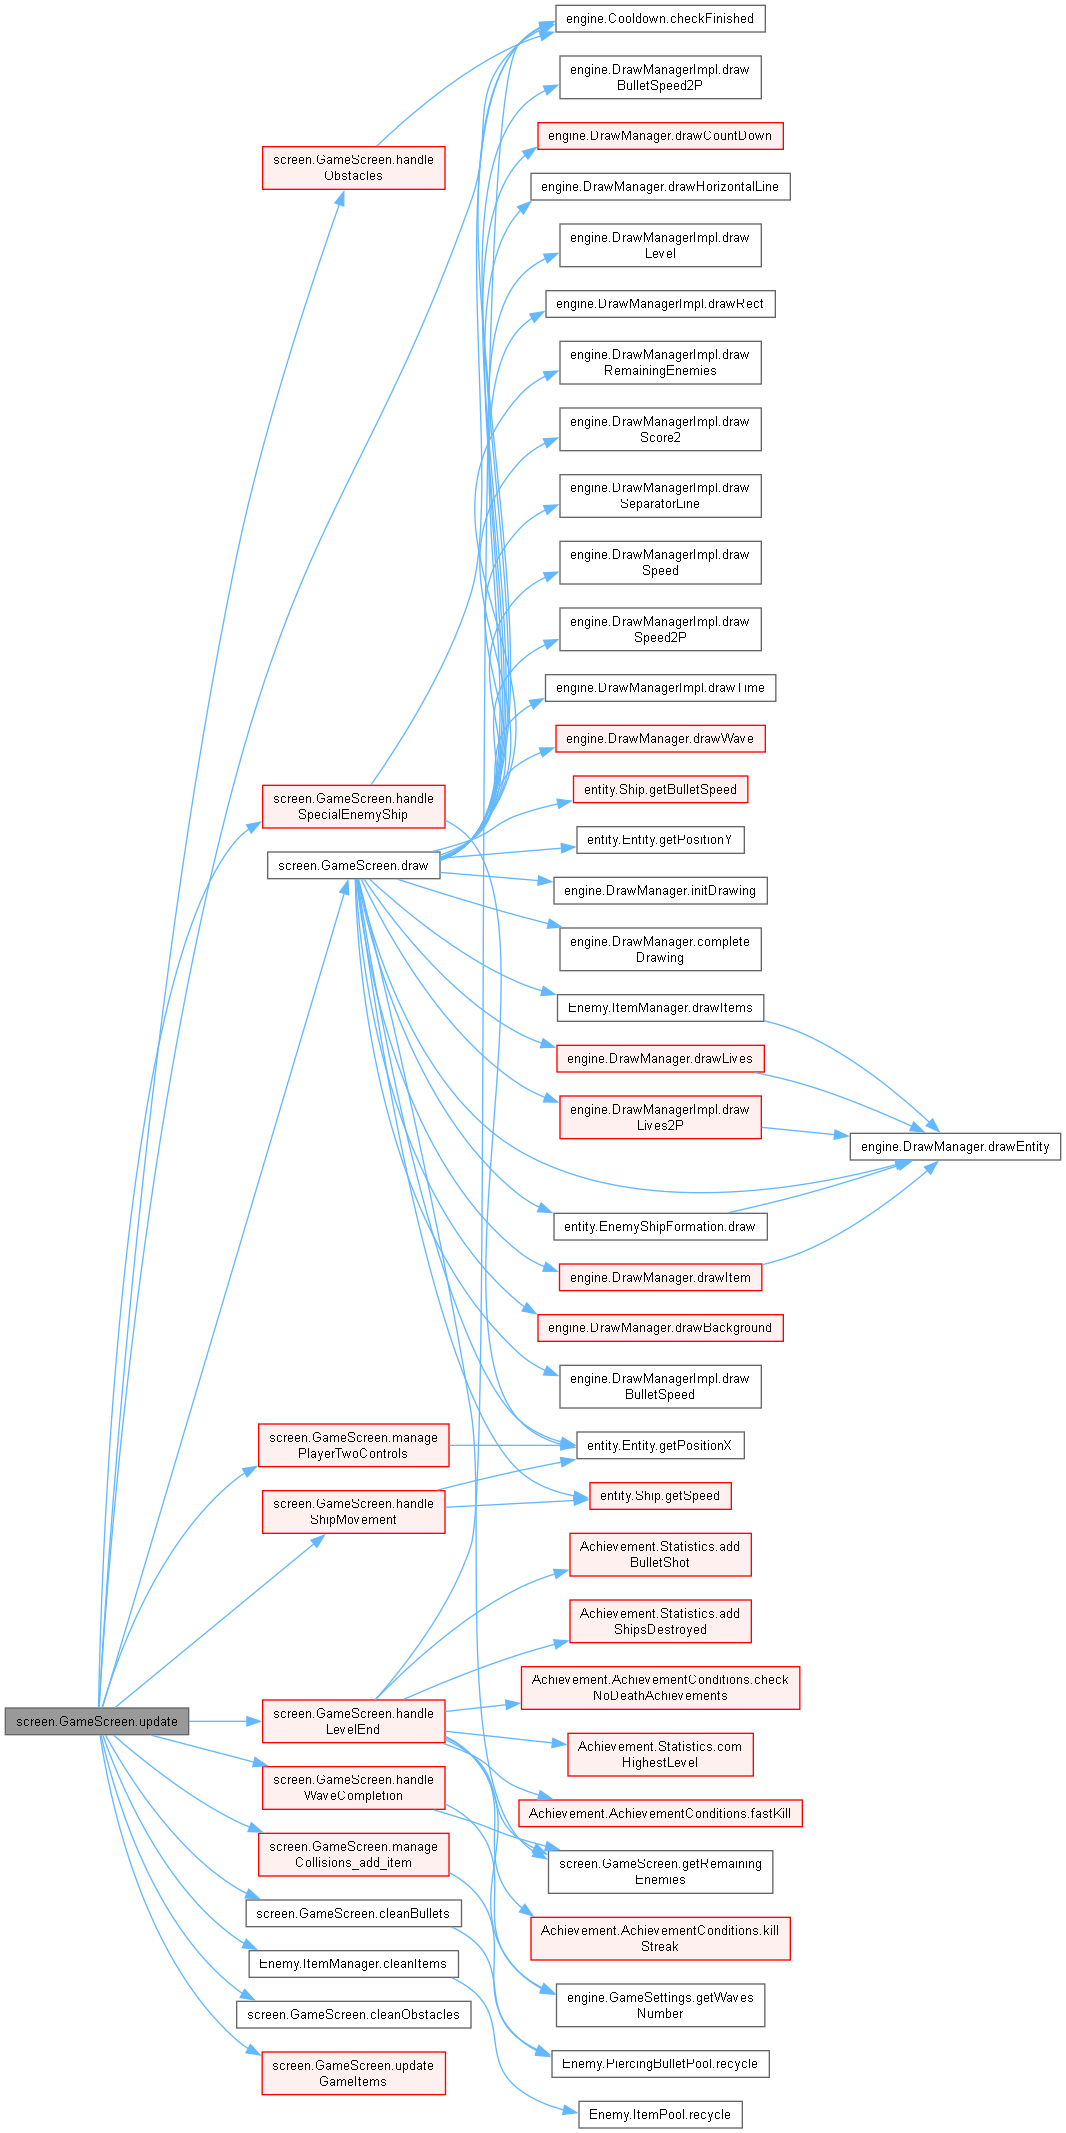 engine.Cooldown.checkFinished
engine.DrawManagerImpl.draw
BulletSpeed2P
engine.DrawManager.drawCountDown
screen.GameScreen.handle
Obstacles
engine.DrawManager.drawHorizontalLine
engine.DrawManagerImpl.draw
Level
engine.DrawManagerImpl.drawRect
engine.DrawManagerImpl.draw
RemainingEnemies
engine.DrawManagerImpl.draw
Score2
engine.DrawManagerImpl.draw
SeparatorLine
engine.DrawManagerImpl.draw
Speed
engine.DrawManagerImpl.draw
Speed2P
engine.DrawManagerImpl.drawTime
engine.DrawManager.drawWave
entity.Ship.getBulletSpeed
screen.GameScreen.handle
SpecialEnemyShip
entity.Entity.getPositionY
screen.GameScreen.draw
engine.DrawManager.initDrawing
engine.DrawManager.complete
Drawing
Enemy.ItemManager.drawItems
engine.DrawManager.drawLives
engine.DrawManagerImpl.draw
Lives2P
engine.DrawManager.drawEntity
entity.EnemyShipFormation.draw
engine.DrawManager.drawItem
engine.DrawManager.drawBackground
engine.DrawManagerImpl.draw
BulletSpeed
screen.GameScreen.manage
PlayerTwoControls
entity.Entity.getPositionX
screen.GameScreen.handle
ShipMovement
entity.Ship.getSpeed
Achievement.Statistics.add
BulletShot
Achievement.Statistics.add
ShipsDestroyed
Achievement.AchievementConditions.check
NoDeathAchievements
screen.GameScreen.update
screen.GameScreen.handle
LevelEnd
Achievement.Statistics.com
HighestLevel
screen.GameScreen.handle
WaveCompletion
Achievement.AchievementConditions.fastKill
screen.GameScreen.manage
Collisions_add_item
screen.GameScreen.getRemaining
Enemies
screen.GameScreen.cleanBullets
Achievement.AchievementConditions.kill
Streak
Enemy.ItemManager.cleanItems
engine.GameSettings.getWaves
Number
screen.GameScreen.cleanObstacles
screen.GameScreen.update
GameItems
Enemy.PiercingBulletPool.recycle
Enemy.ItemPool.recycle